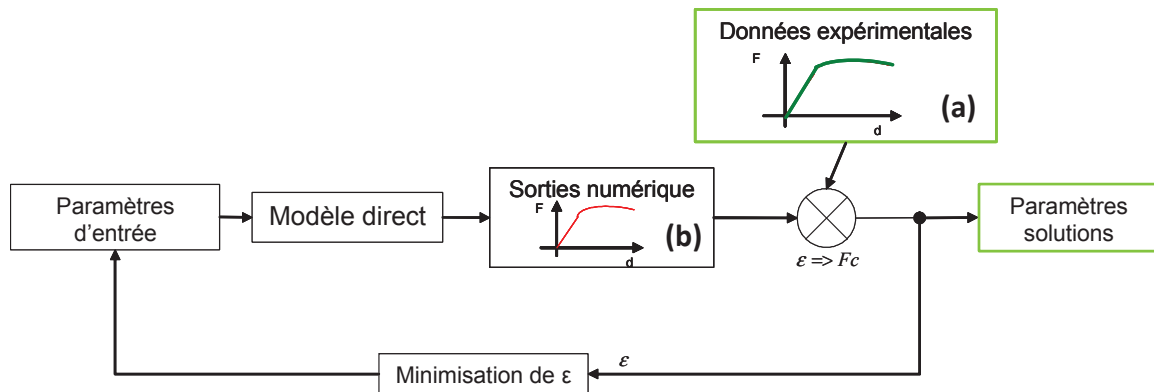 Données expérimentales
F
(a)
d
Sorties numérique
F
(b)
d
Paramètres
d'entrée
Modèle direct
ε => Fc
Paramètres
solutions
ε
Minimisation de ε